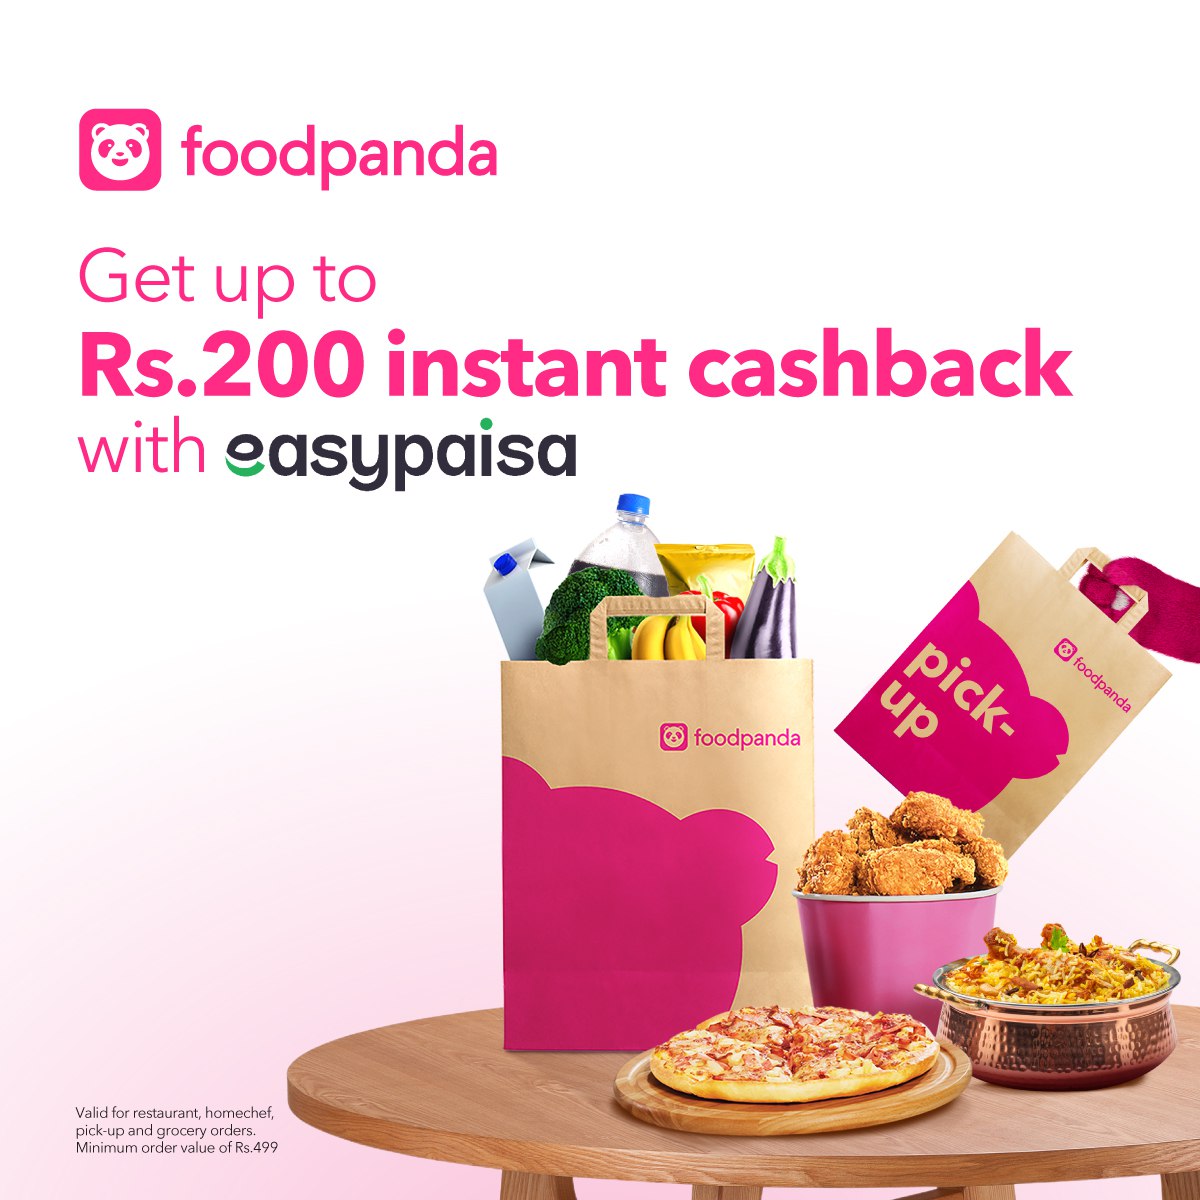 foodpanda
Get up to
Rs.200 instant cashback
with easypaisa
pick-
up
foodpanda
foodpanda
Valid for restaurant, homechef,
pick-up and grocery orders.
Minimum order value of Rs.499